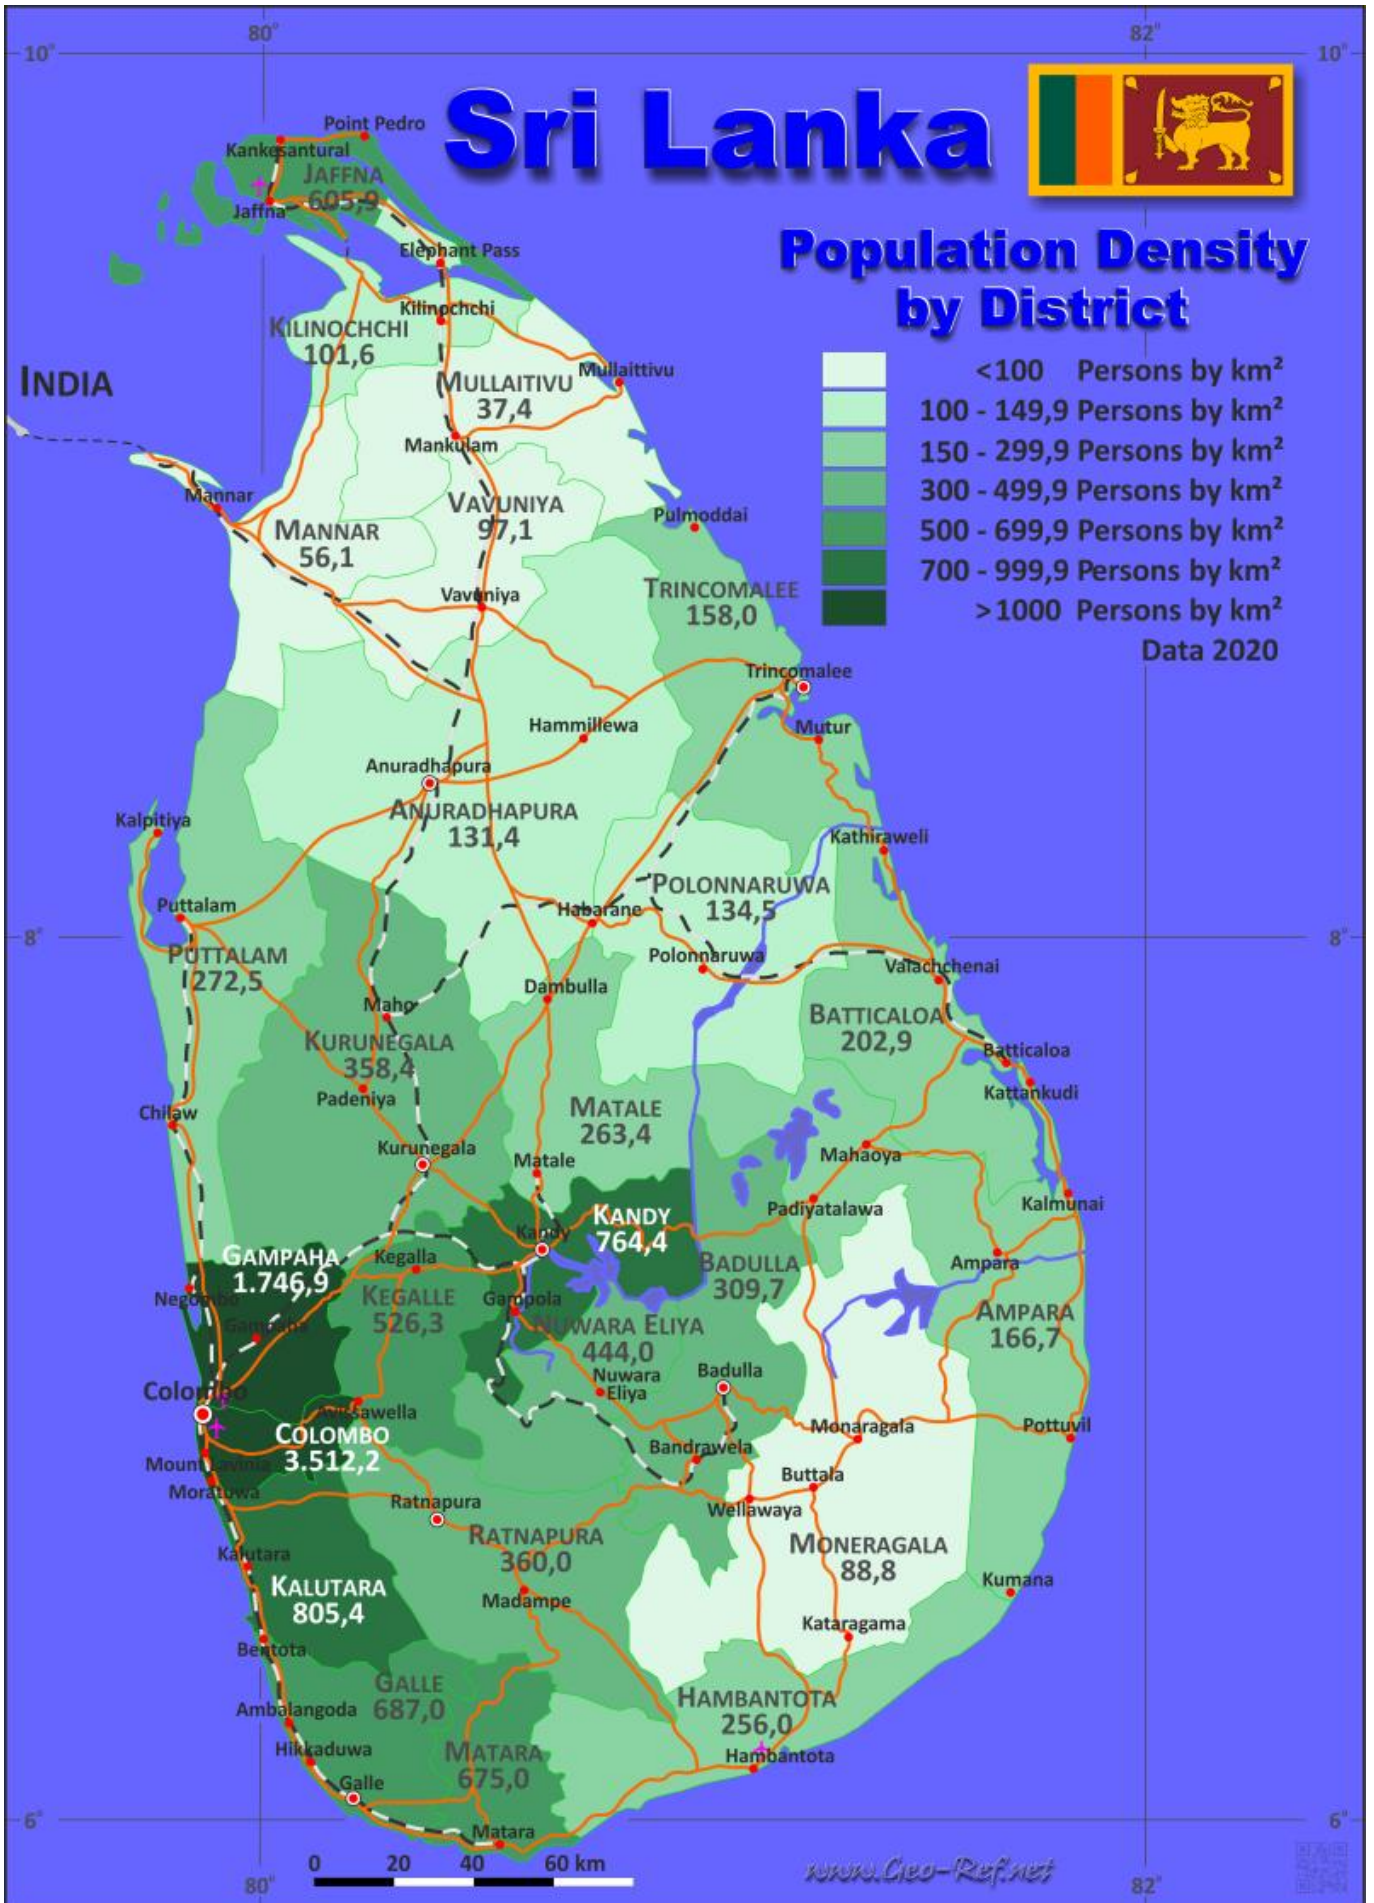 80°
82°
10°
10°
Sri Lanka
Population Density
by District
<100 Persons by km²
100 - 149,9 Persons by km²
150 - 299,9 Persons by km²
300 - 499,9 Persons by km²
500 - 699,9 Persons by km²
700 - 999,9 Persons by km²
>1000 Persons by km²
Data 2020
Point Pedro
Kankesantural
JAFFNA
605,9
Jaffna
Elephant Pass
Kilinochchi
KILINOCHCHI
101,6
INDIA
Mullaittivu
MULLAITIVU
37,4
Mankulam
Mannar
VAVUNIYA
97,1
MANNAR
56,1
Pulmoddai
TRINCOMALEE
158,0
Vavuniya
Trincomalee
Hammillewa
Mutur
Anuradhapura
ANURADHAPURA
131,4
Kalpitiya
Kathiraweli
POLONNARUWA
134,5
Puttalam
Habarane
8°
8°
PUTTALAM
272,5
Polonnaruwa
Valachchenai
Dambulla
Maho
BATTICALOA
202,9
KURUNEGALA
358,4
Batticaloa
Padeniya
Kattankudi
Chilaw
MATALE
263,4
Kurunegala
Matale
Mahaoya
Padiyatalawa
Kalmunai
KANDY
764,4
Kandy
GAMPAHA
1.746,9
Kegalla
BADULLA
309,7
Ampara
Negombo
KEGALLE
526,3
Gampola
AMPARA
166,7
Gampaha
NUWARA ELIYA
444,0
Nuwara
Eliya
Badulla
Colombo
Avissawella
COLOMBO
3.512,2
Monaragala
Pottuvil
Bandrawela
Mount Lavinia
Buttala
Moratuwa
Ratnapura
Wellawaya
RATNAPURA
360,0
MONERAGALA
88,8
Kalutara
KALUTARA
805,4
Kumana
Madampe
Kataragama
Bentota
GALLE
687,0
HAMBANTOTA
256,0
Ambalangoda
Hikkaduwa
MATARA
675,0
Hambantota
Galle
6°
6°
Matara
0 20 40 60 km
www.Geo-Ref.net
80°
82°